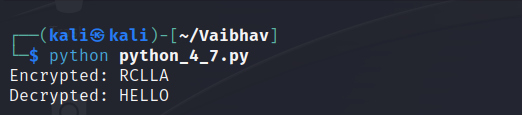 ┌──(kali㉿kali)-[~/Vaibhav]
└─$ python python_4_7.py
Encrypted: RCLLA
Decrypted: HELLO